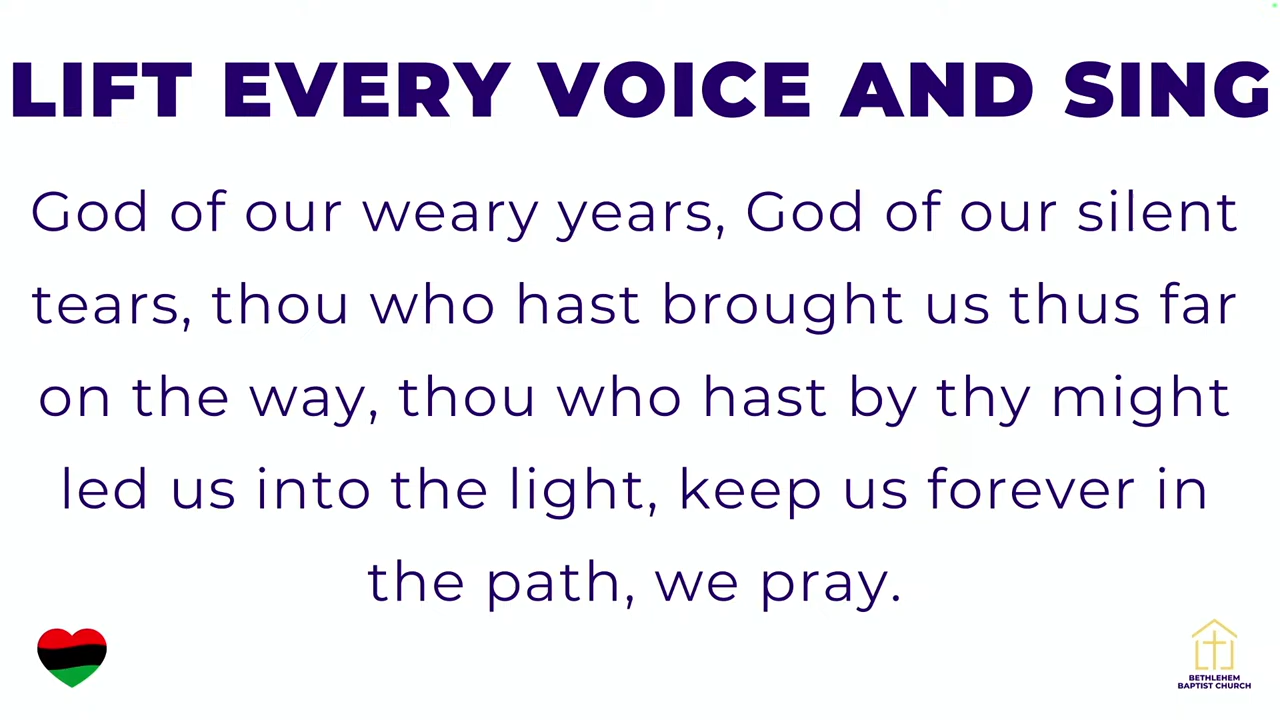 LIFT EVERY VOICE AND SING
God of our weary years, God of our silent
tears, thou who hast brought us thus far
on the way, thou who hast by thy might
led us into the light, keep us forever in
the path, we pray.
BETHLEHEM
BAPTIST CHURCH